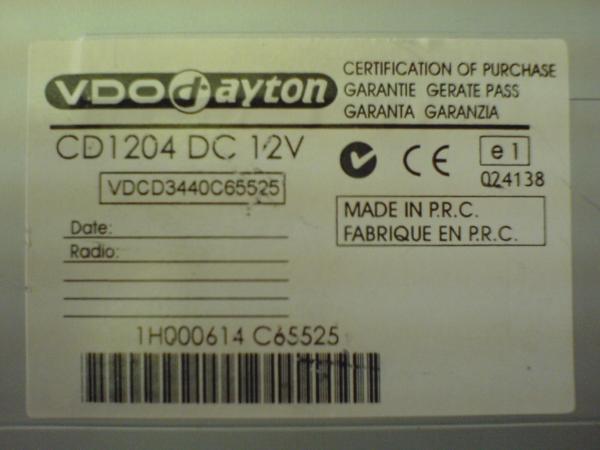 VDO dayton
CERTIFICATION OF PURCHASE
GARANTIE GERATE PASS
GARANTA GARANZIA
CD1204 DC 12V
CE
e1
024138
VDCD3440C65525
MADE IN P.R.C.
FABRIQUE EN P.R.C.
Date:
Radio:
1H000614 C65525